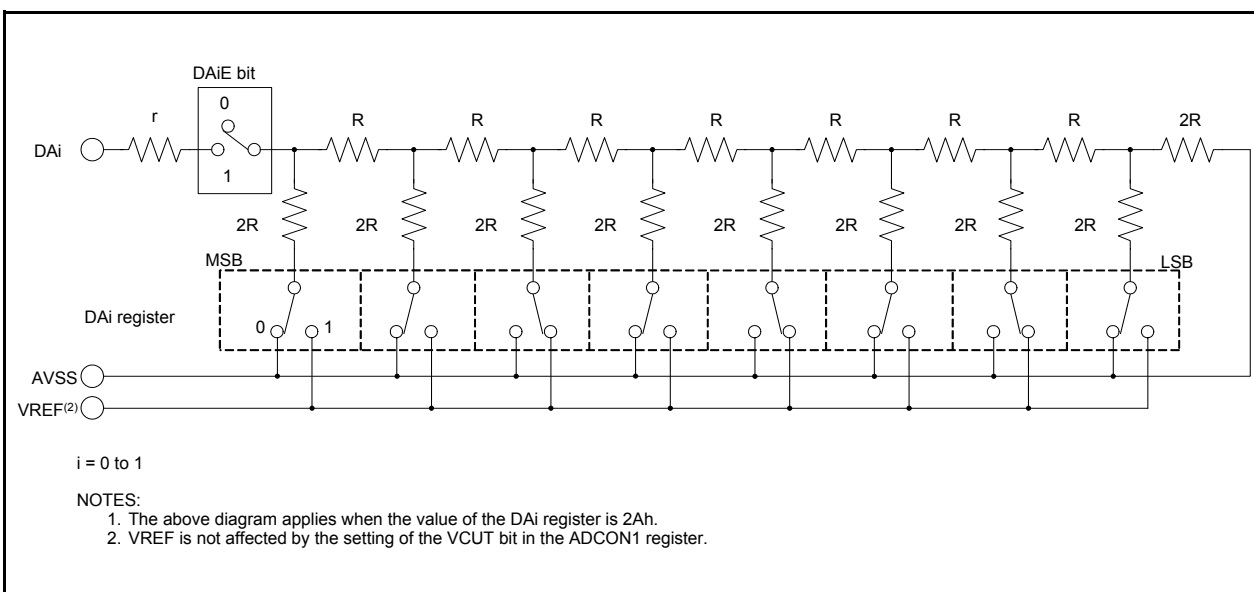 DAiE bit
0
r
R
R
R
R
R
R
R
2R
DAi
1
2R
2R
2R
2R
2R
2R
2R
2R
MSB
LSB
DAi register
0
1
AVSS
VREF(2)
i = 0 to 1
NOTES:
1. The above diagram applies when the value of the DAi register is 2Ah.
2. VREF is not affected by the setting of the VCUT bit in the ADCON1 register.